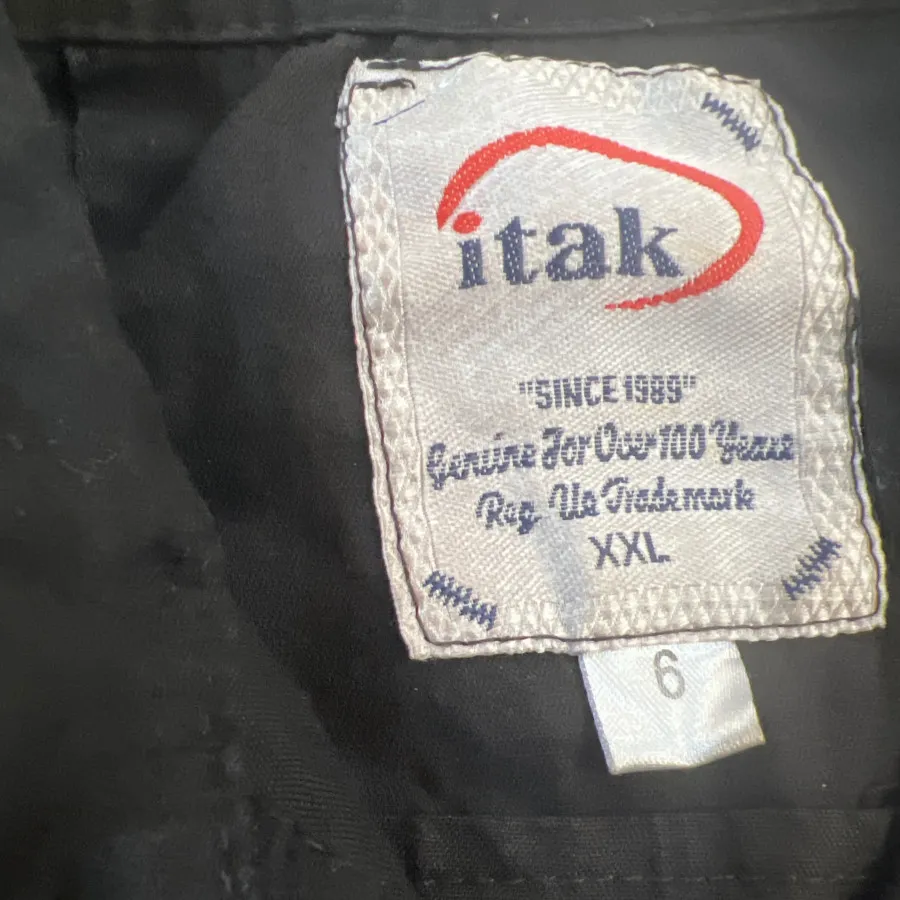 itak
"SINCE 1989"
Genuine For Over 100 Years
Reg. Us Trademark
XXL
6